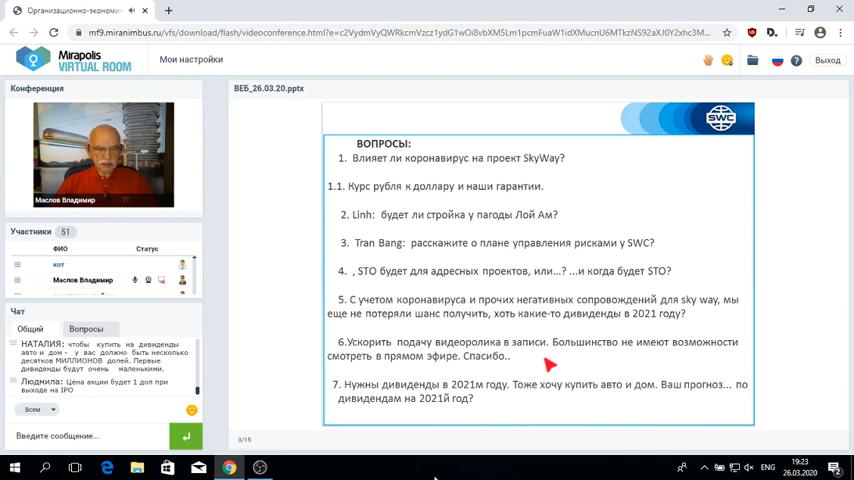 Организационно-экономи
mf9.miranimbus.ru/vfs/download/flash/videoconference.html?e=c2VydmVyQWRkcmVzcz1ydG1wOi8vbXM5Lm1pcmFuaW1idXMucnU6MTkzNS92aXJ0Y2xhc3M...
Mirapolis
VIRTUAL ROOM
Мои настройки
Выход
Конференция
ВЕБ_26.03.20.pptx
Маслов Владимир
Участники 51
ФИО Статус
кот
Маслов Владимир
Чат
Общий Вопросы
НАТАЛИЯ: чтобы купить на дивиденды
авто и дом - у вас должно быть несколько
десятков МИЛЛИОНОВ долей. Первые
дивиденды будут очень маленькими.
Людмила: Цена акции будет 1 дол при
выходе на IPO
Всем
Введите сообщение...
SWC
ВОПРОСЫ:
1. Влияет ли коронавирус на проект SkyWay?
1.1. Курс рубля к доллару и наши гарантии.
2. Linh: будет ли стройка у пагоды Лой Ам?
3. Tran Bang: расскажите о плане управления рисками у SWC?
4. , STO будет для адресных проектов, или...? ...и когда будет STO?
5. С учетом коронавируса и прочих негативных сопровождений для sky way, мы
еще не потеряли шанс получить, хоть какие-то дивиденды в 2021 году?
6.Ускорить подачу видеоролика в записи. Большинство не имеют возможности
смотреть в прямом эфире. Спасибо..
7. Нужны дивиденды в 2021м году. Тоже хочу купить авто и дом. Ваш прогноз... по
дивидендам на 2021й год?
3/15
ENG
19:23
26.03.2020
2